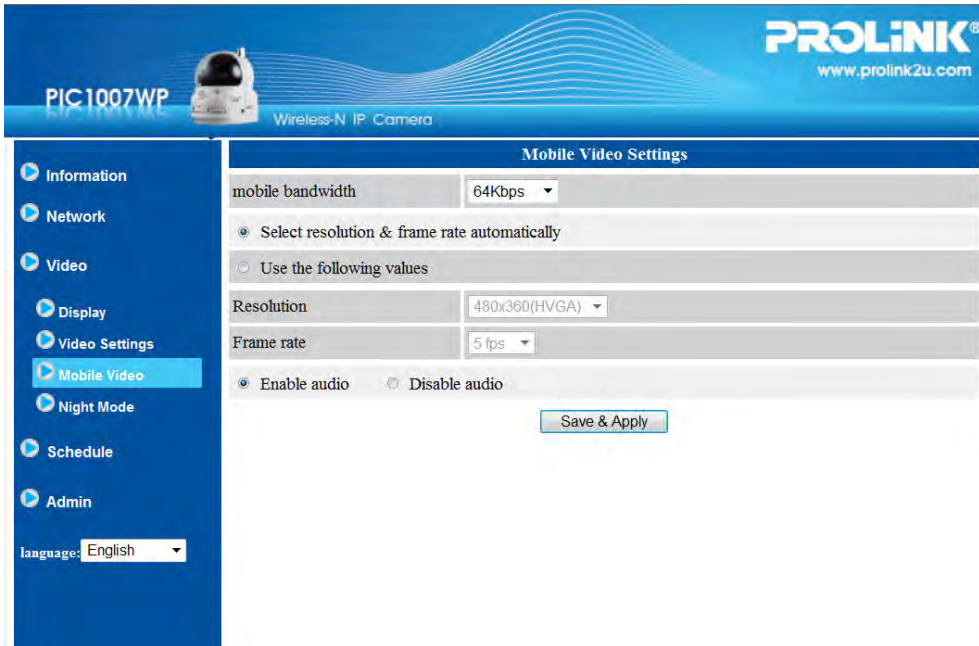 PROLiNK®
www.prolink2u.com
PIC1007WP
Wireless-N IP Camera
Information
Network
Video
Display
Video Settings
Mobile Video
Night Mode
Schedule
Admin
language: English
Mobile Video Settings
mobile bandwidth 64Kbps
Select resolution & frame rate automatically
Use the following values
Resolution 480x360(HVGA)
Frame rate 5 fps
Enable audio Disable audio
Save & Apply